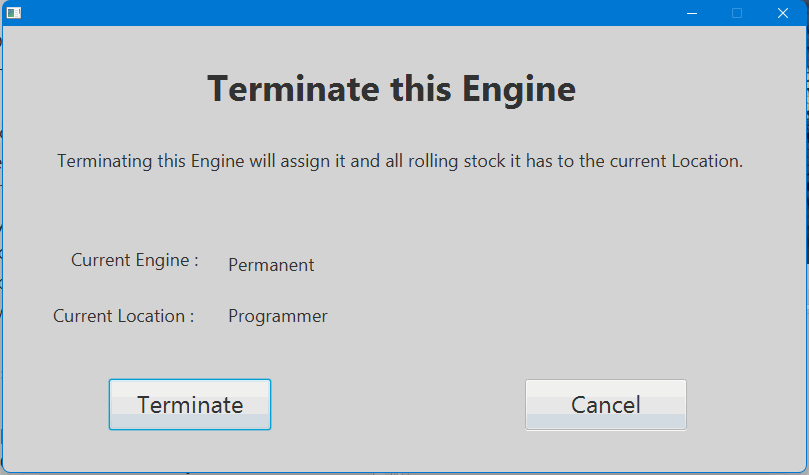 Terminate this Engine
Terminating this Engine will assign it and all rolling stock it has to the current Location.
Current Engine : Permanent
Current Location : Programmer
Terminate Cancel